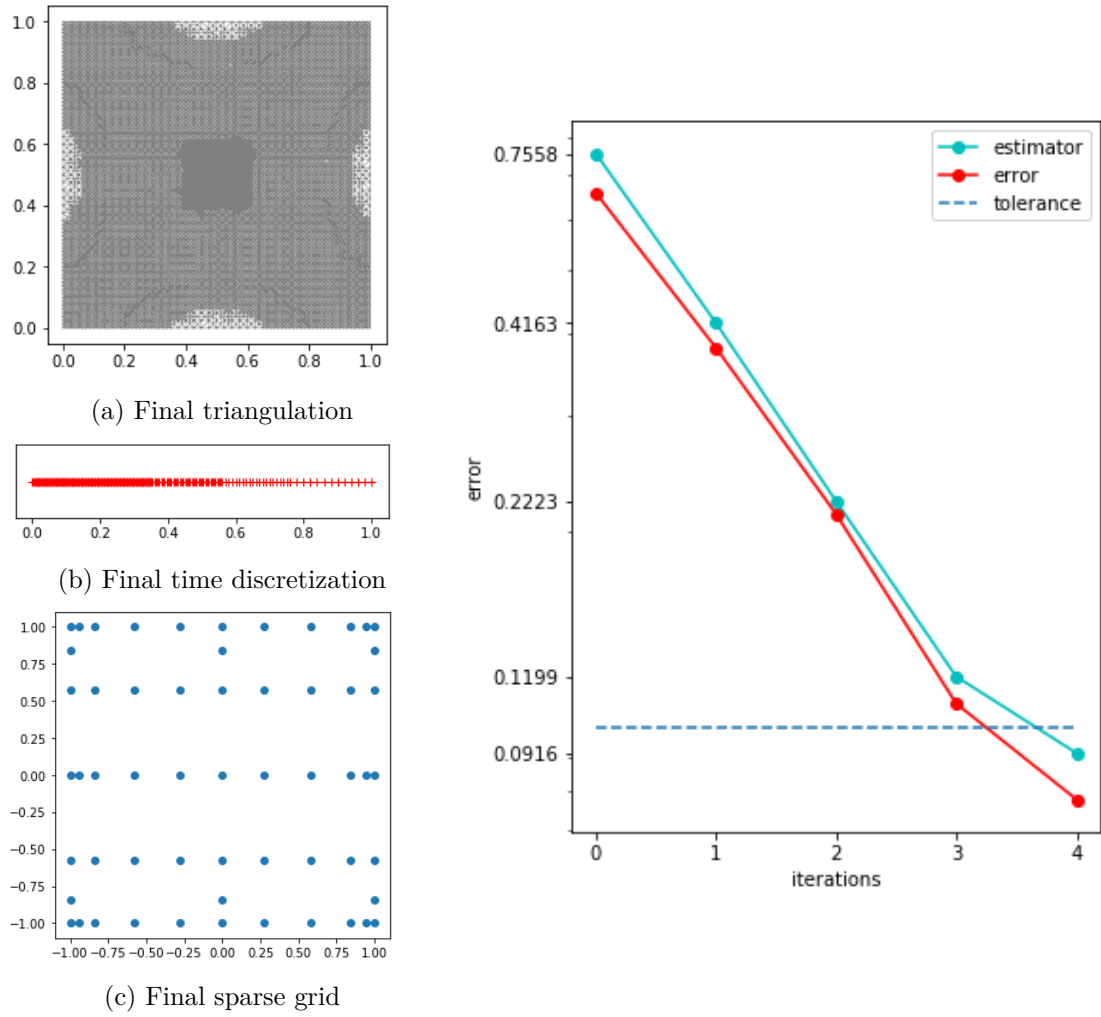 1.0
0.8
0.6
0.4
0.2
0.0
0.0 0.2 0.4 0.6 0.8 1.0
(a) Final triangulation
0.0 0.2 0.4 0.6 0.8 1.0
(b) Final time discretization
1.00
0.75
0.50
0.25
0.00
−0.25
−0.50
−0.75
−1.00
−1.00 −0.75 −0.50 −0.25 0.00 0.25 0.50 0.75 1.00
(c) Final sparse grid
estimator
error
tolerance
0.7558
0.4163
0.2223
0.1199
0.0916
error
0 1 2 3 4
iterations